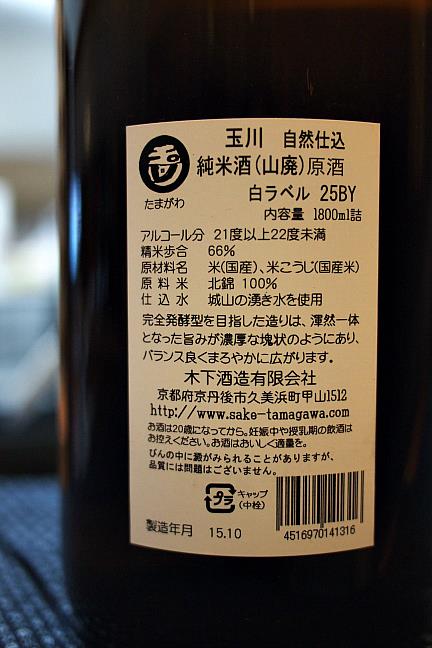 玉川 自然仕込
純米酒(山廃)原酒
たまがわ
白ラベル 25BY
内容量 1800ml詰
アルコール分 21度以上22度未満
精米歩合 66%
原材料名 米(国産)、米こうじ(国産米)
原料米 北錦 100%
仕込水 城山の湧き水を使用
完全発酵型を目指した造りは、渾然一体
となった旨みが濃厚な塊状のようにあり、
バランス良くまろやかに広がります。
木下酒造有限会社
京都府京丹後市久美浜町甲山1512
http://www.sake-tamagawa.com
お酒は20歳になってから。妊娠中や授乳期の飲酒は
お控えください。お酒はおいしく適量を。
びんの中に澱がみられることがありますが、
品質には問題はございません。
プラ キャップ
(中栓)
製造年月 15.10
4516970141316